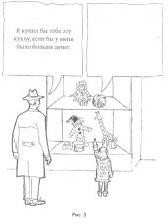 Я купил бы тебе эту
куклу, если бы у меня
было больше денег.
Рис. 5